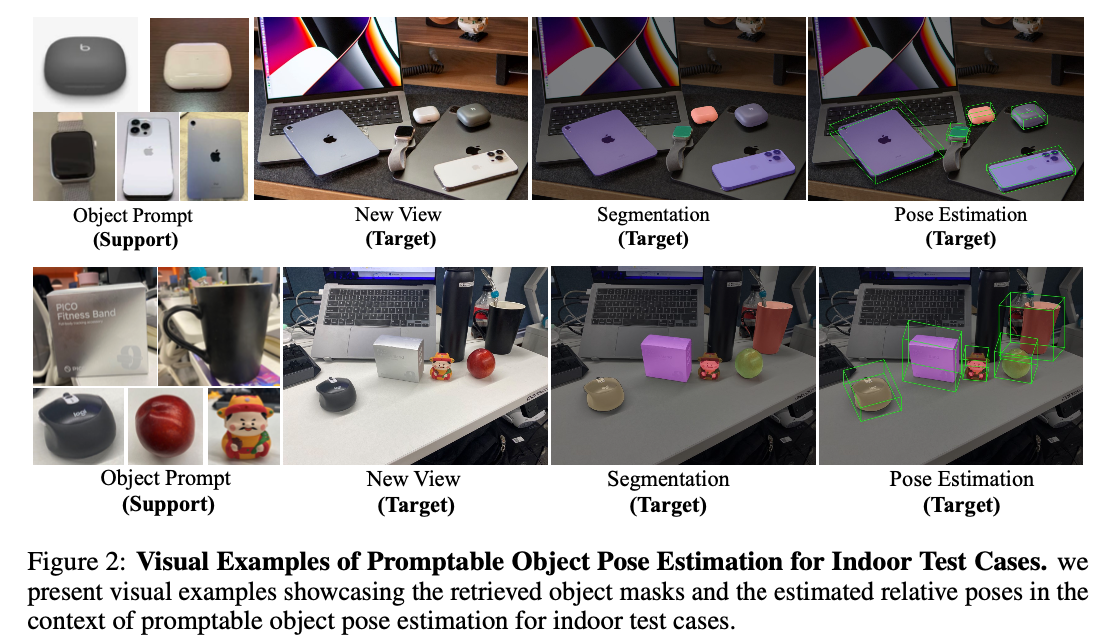 Object Prompt
(Support)
New View
(Target)
Segmentation
(Target)
Pose Estimation
(Target)
PICO
Fitness Band
Object Prompt
(Support)
New View
(Target)
Segmentation
(Target)
Pose Estimation
(Target)
Figure 2: Visual Examples of Promptable Object Pose Estimation for Indoor Test Cases. we
present visual examples showcasing the retrieved object masks and the estimated relative poses in the
context of promptable object pose estimation for indoor test cases.